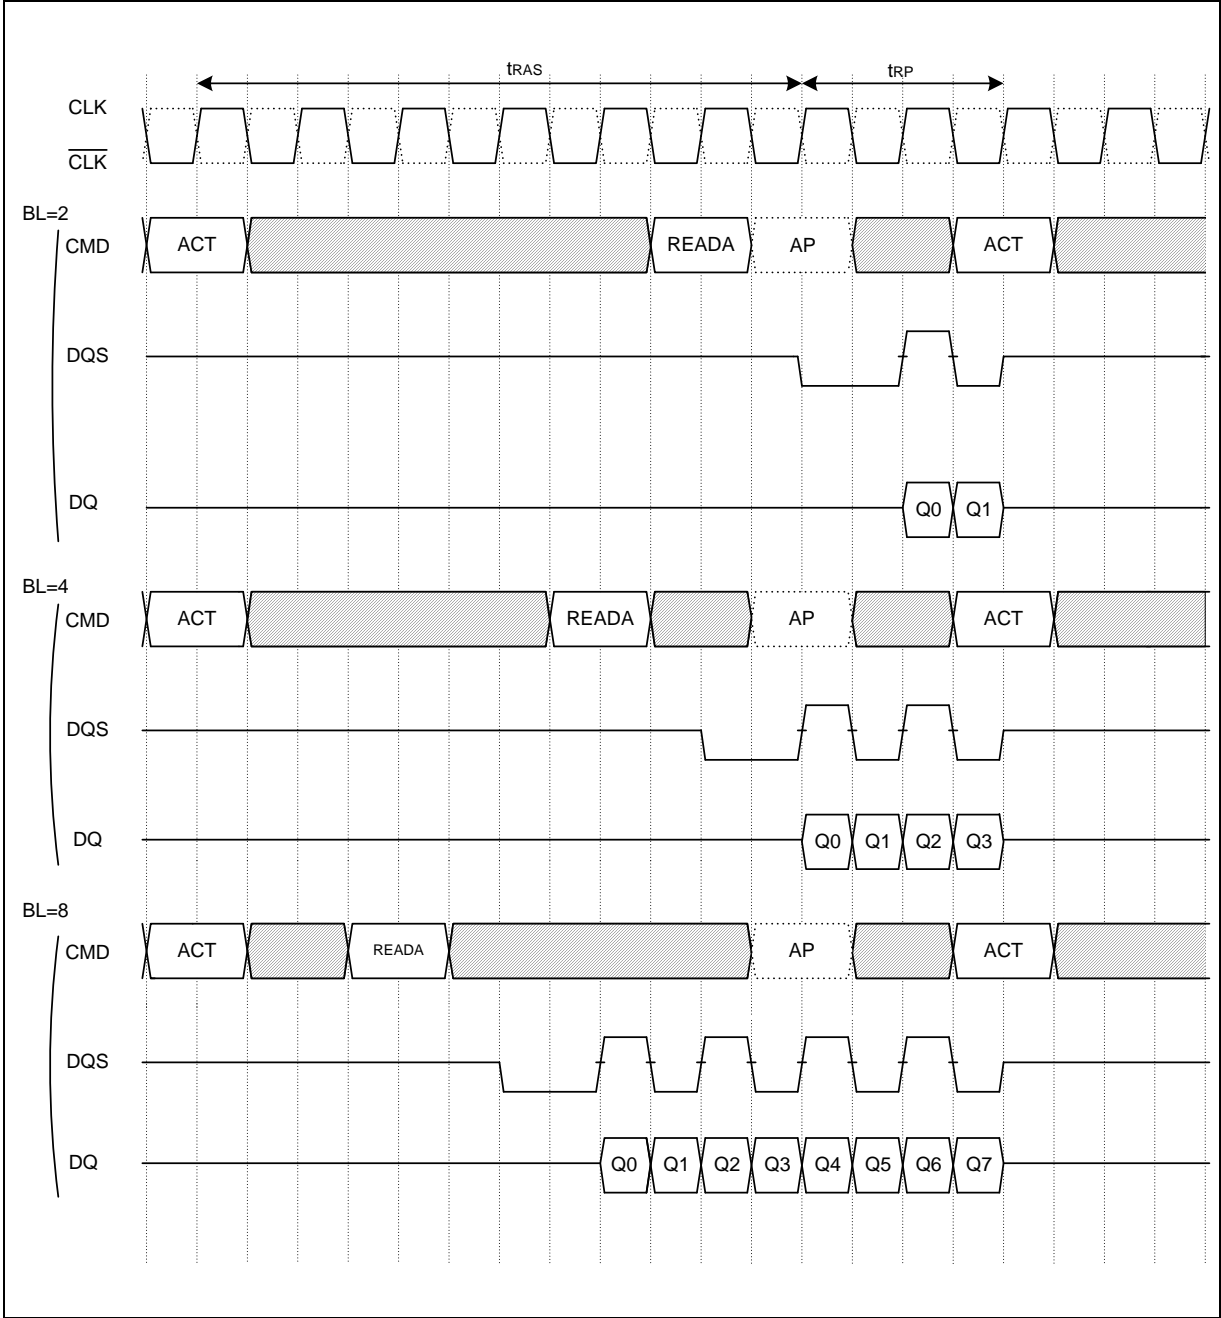 tRAS tRP
CLK
CLK
BL=2
CMD ACT READA AP ACT
DQS
DQ Q0 Q1
BL=4
CMD ACT READA AP ACT
DQS
DQ Q0 Q1 Q2 Q3
BL=8
CMD ACT READA AP ACT
DQS
DQ Q0 Q1 Q2 Q3 Q4 Q5 Q6 Q7